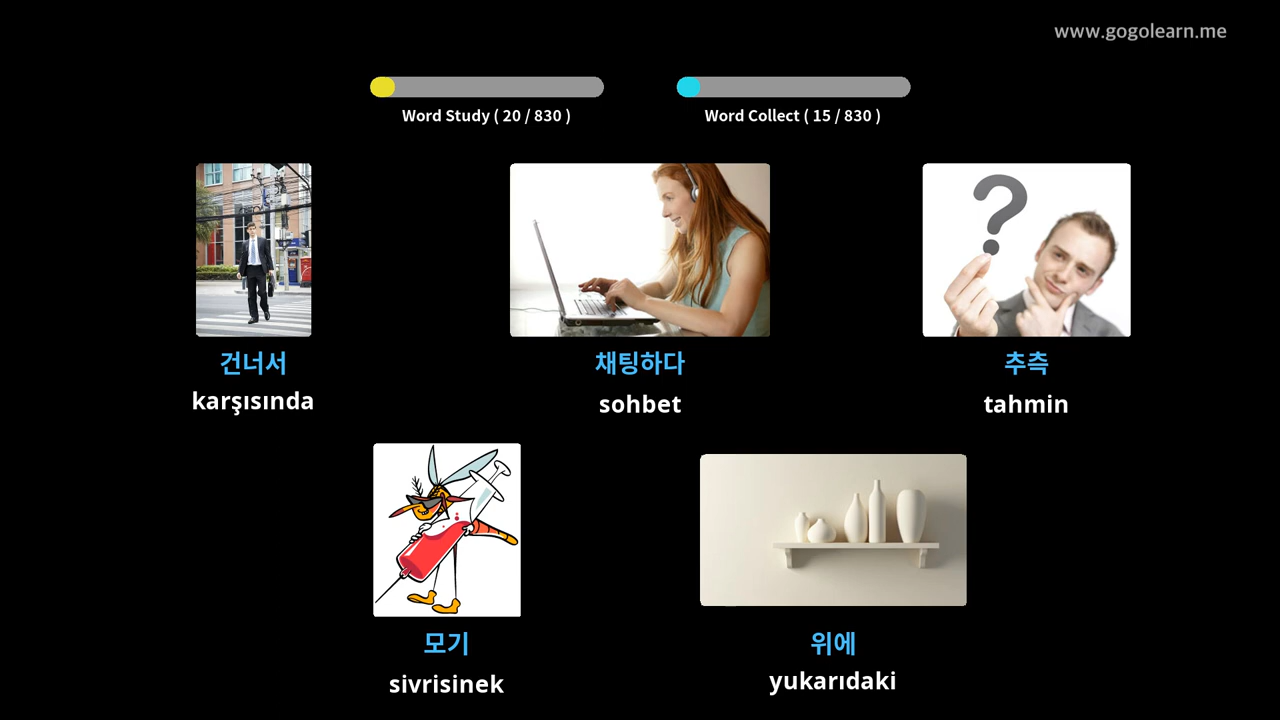 www.gogolearn.me
Word Study ( 20 / 830 )
Word Collect ( 15 / 830 )
건너서
karşısında
채팅하다
sohbet
추측
tahmin
모기
sivrisinek
위에
yukarıdaki